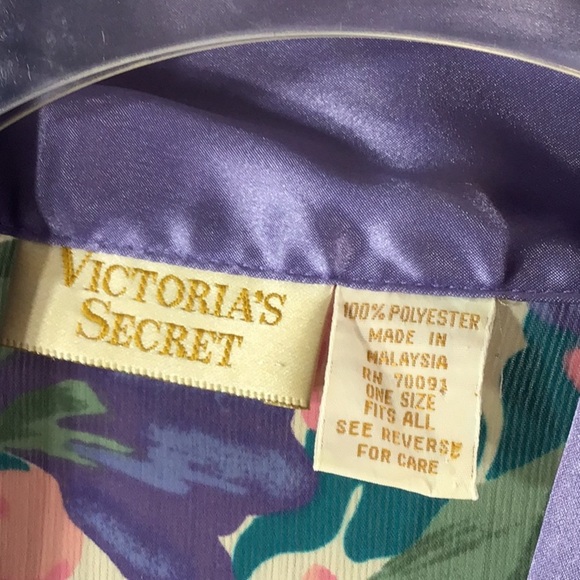 VICTORIA'S
SECRET
100% POLYESTER
MADE IN
MALAYSIA
RN 70091
ONE SIZE
FITS ALL
SEE REVERSE
FOR CARE